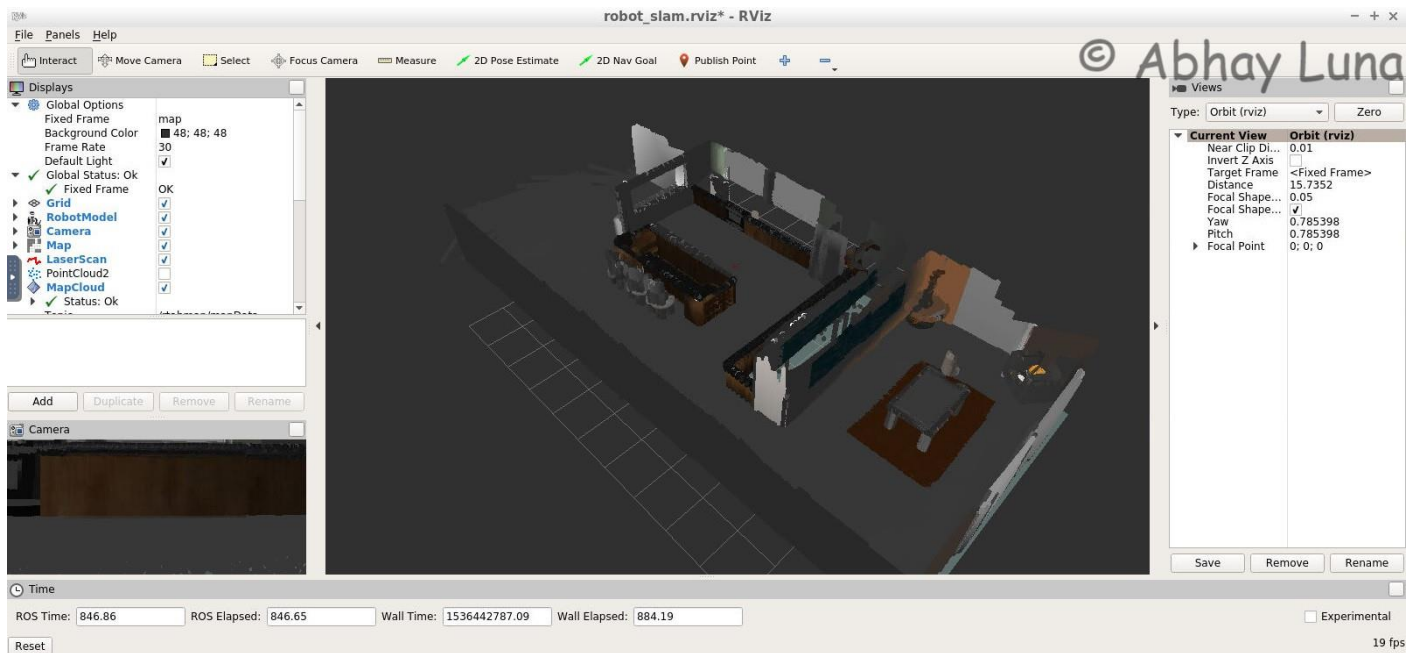 robot_slam.rviz* - RViz
File Panels Help
Interact Move Camera Select Focus Camera Measure 2D Pose Estimate 2D Nav Goal Publish Point
© Abhay Luna
Displays
Global Options
Fixed Frame map
Background Color 48; 48; 48
Frame Rate 30
Default Light
Global Status: Ok
Fixed Frame OK
Grid
RobotModel
Camera
Map
LaserScan
PointCloud2
MapCloud
Status: Ok
Add Duplicate Remove Rename
Camera
Views
Type: Orbit (rviz) Zero
Current View Orbit (rviz)
Near Clip Di... 0.01
Invert Z Axis
Target Frame <Fixed Frame>
Distance 15.7352
Focal Shape... 0.05
Focal Shape...
Yaw 0.785398
Pitch 0.785398
Focal Point 0; 0; 0
Save Remove Rename
Time
ROS Time: 846.86 ROS Elapsed: 846.65 Wall Time: 1536442787.09 Wall Elapsed: 884.19 Experimental
Reset 19 fps